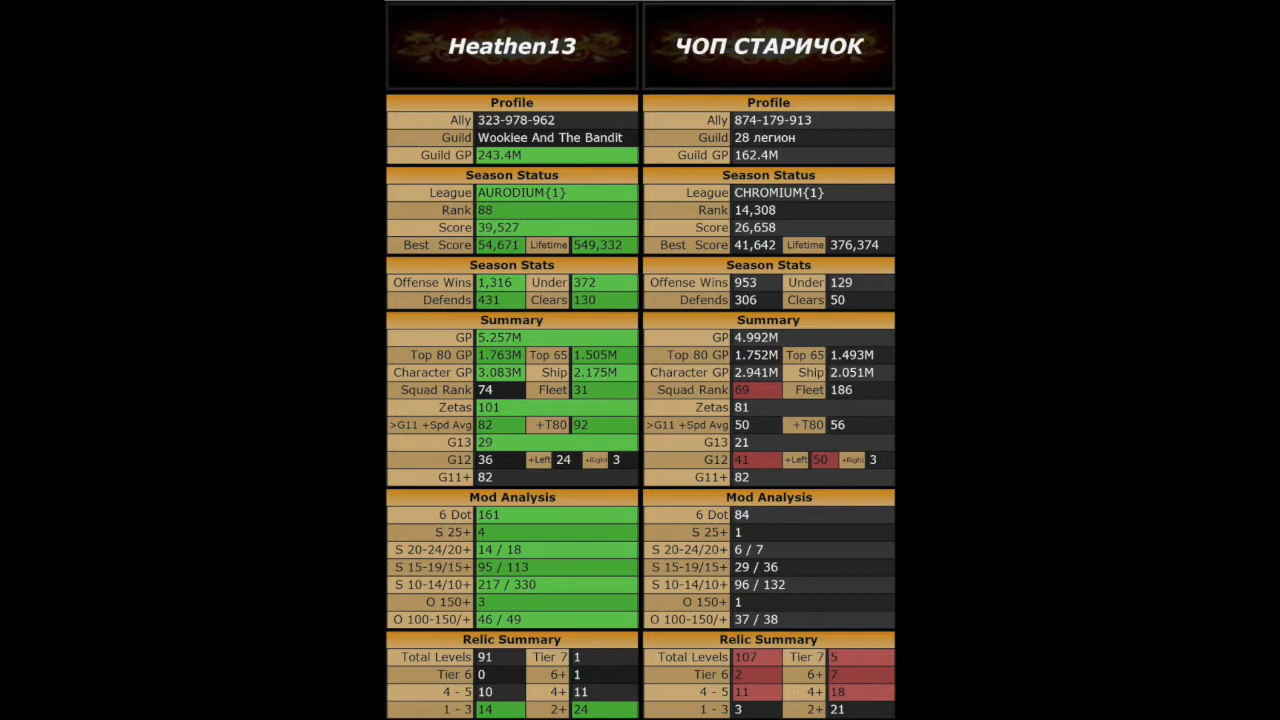 Heathen13 ЧОП СТАРИЧОК
Profile Profile
Ally 323-978-962 Ally 874-179-913
Guild Wookiee And The Bandit Guild 28 легион
Guild GP 243.4M Guild GP 162.4M
Season Status Season Status
League AURODIUM{1} League CHROMIUM{1}
Rank 88 Rank 14,308
Score 39,527 Score 26,658
Best Score 54,671 Lifetime 549,332 Best Score 41,642 Lifetime 376,374
Season Stats Season Stats
Offense Wins 1,316 Under 372 Offense Wins 953 Under 129
Defends 431 Clears 130 Defends 306 Clears 50
Summary Summary
GP 5.257M GP 4.992M
Top 80 GP 1.763M Top 65 1.505M Top 80 GP 1.752M Top 65 1.493M
Character GP 3.083M Ship 2.175M Character GP 2.941M Ship 2.051M
Squad Rank 74 Fleet 31 Squad Rank 69 Fleet 186
Zetas 101 Zetas 81
>G11 +Spd Avg 82 +T80 92 >G11 +Spd Avg 50 +T80 56
G13 29 G13 21
G12 36 +Left 24 +Right 3 G12 41 +Left 50 +Right 3
G11+ 82 G11+ 82
Mod Analysis Mod Analysis
6 Dot 161 6 Dot 84
S 25+ 4 S 25+ 1
S 20-24/20+ 14 / 18 S 20-24/20+ 6 / 7
S 15-19/15+ 95 / 113 S 15-19/15+ 29 / 36
S 10-14/10+ 217 / 330 S 10-14/10+ 96 / 132
O 150+ 3 O 150+ 1
O 100-150/+ 46 / 49 O 100-150/+ 37 / 38
Relic Summary Relic Summary
Total Levels 91 Tier 7 1 Total Levels 107 Tier 7 5
Tier 6 0 6+ 1 Tier 6 2 6+ 7
4 - 5 10 4+ 11 4 - 5 11 4+ 18
1 - 3 14 2+ 24 1 - 3 3 2+ 21